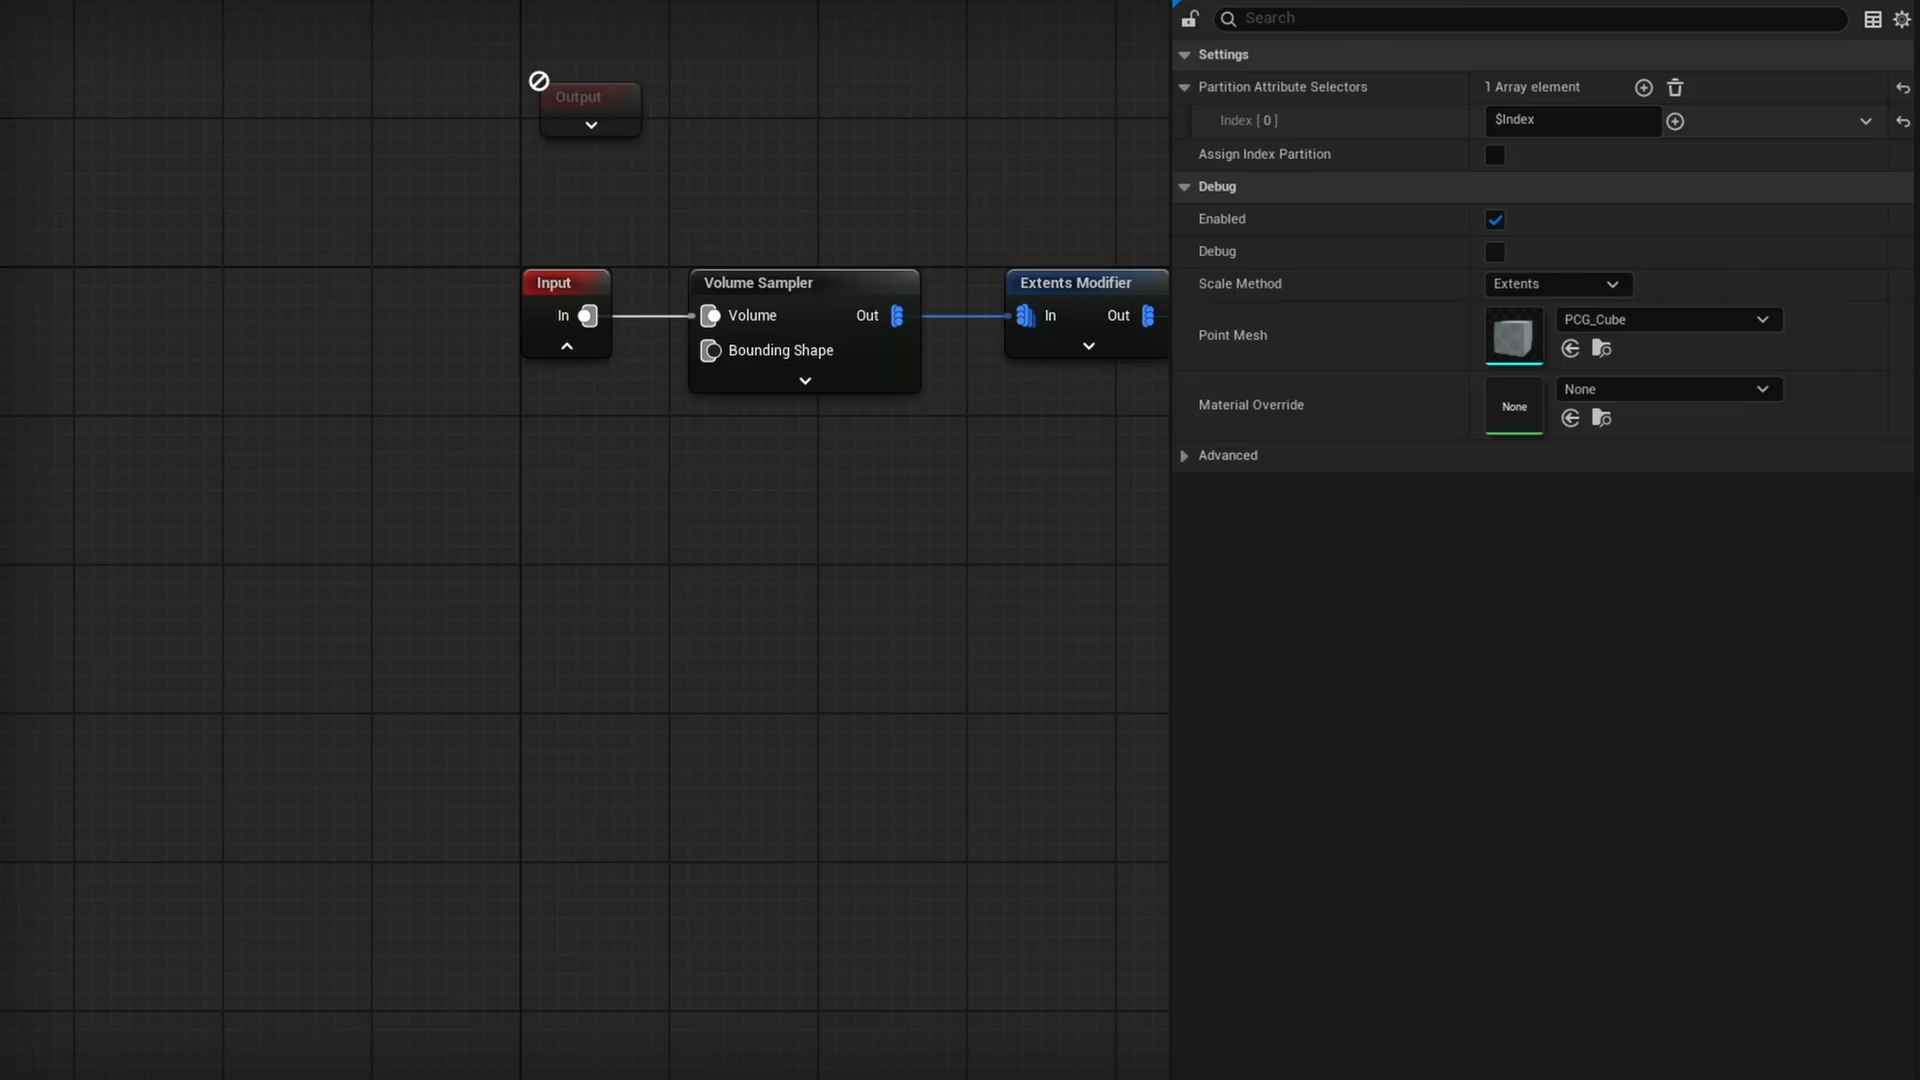 Output
Input
In
Volume Sampler
Volume
Out
Bounding Shape
Extents Modifier
In
Out
Search
Settings
Partition Attribute Selectors
1 Array element
Index [ 0 ]
$Index
Assign Index Partition
Debug
Enabled
Debug
Scale Method
Extents
Point Mesh
PCG_Cube
Material Override
None
None
Advanced